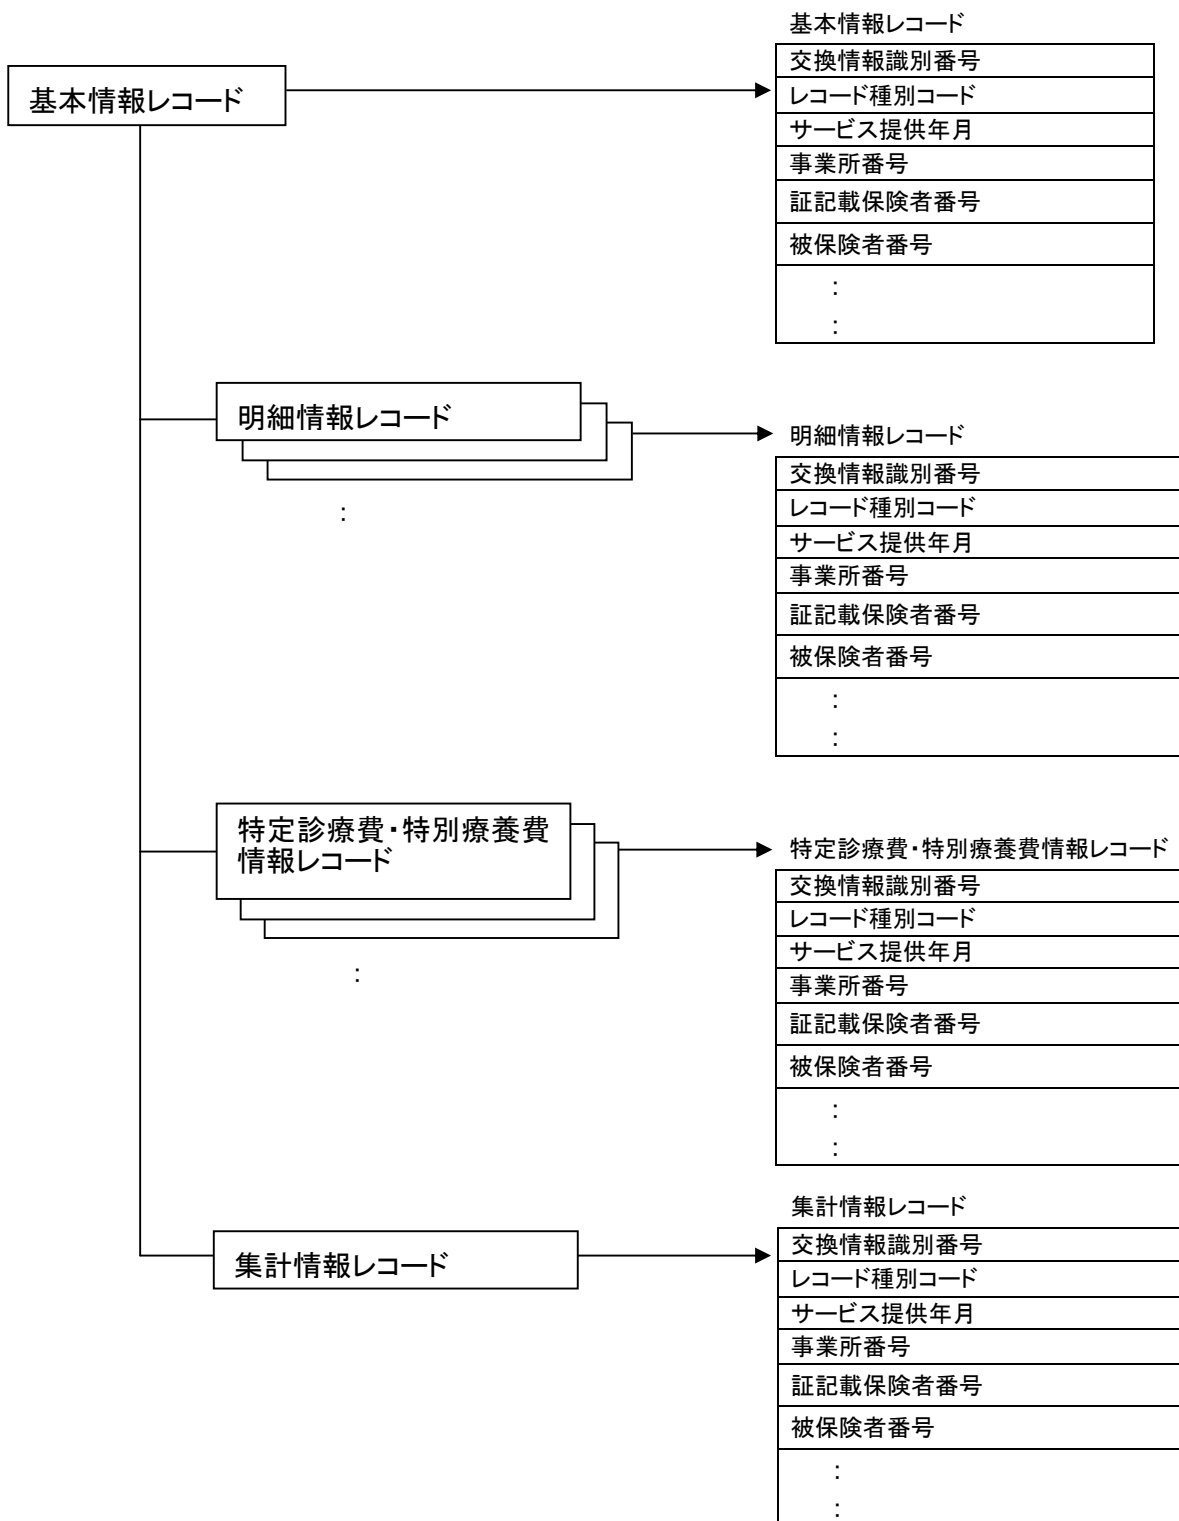 基本情報レコード
基本情報レコード
交換情報識別番号
レコード種別コード
サービス提供年月
事業所番号
証記載保険者番号
被保険者番号
：
：
明細情報レコード
：
明細情報レコード
交換情報識別番号
レコード種別コード
サービス提供年月
事業所番号
証記載保険者番号
被保険者番号
：
：
特定診療費・特別療養費
情報レコード
：
特定診療費・特別療養費情報レコード
交換情報識別番号
レコード種別コード
サービス提供年月
事業所番号
証記載保険者番号
被保険者番号
：
：
集計情報レコード
集計情報レコード
交換情報識別番号
レコード種別コード
サービス提供年月
事業所番号
証記載保険者番号
被保険者番号
：
：